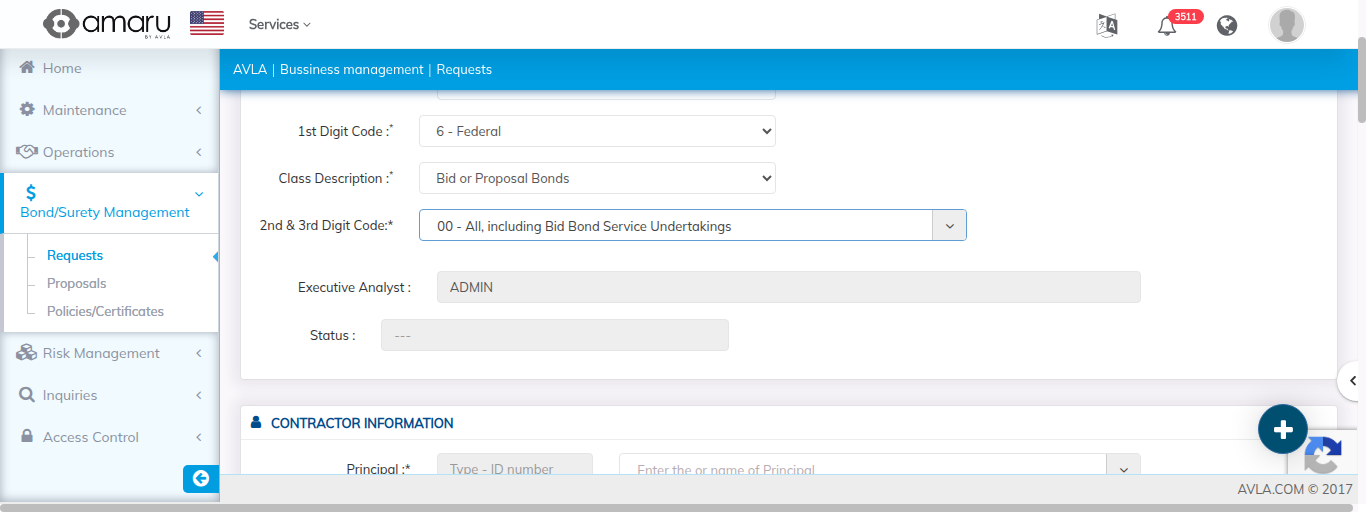 amaru
BY AVLA
Services
3511
Home
Maintenance
Operations
Bond/Surety Management
Requests
Proposals
Policies/Certificates
Risk Management
Inquiries
Access Control
AVLA | Bussiness management | Requests
1st Digit Code :*
6 - Federal
Class Description :*
Bid or Proposal Bonds
2nd & 3rd Digit Code:*
00 - All, including Bid Bond Service Undertakings
Executive Analyst :
ADMIN
Status :
---
CONTRACTOR INFORMATION
Principal :*
Type - ID number
Enter the or name of Principal
AVLA.COM © 2017